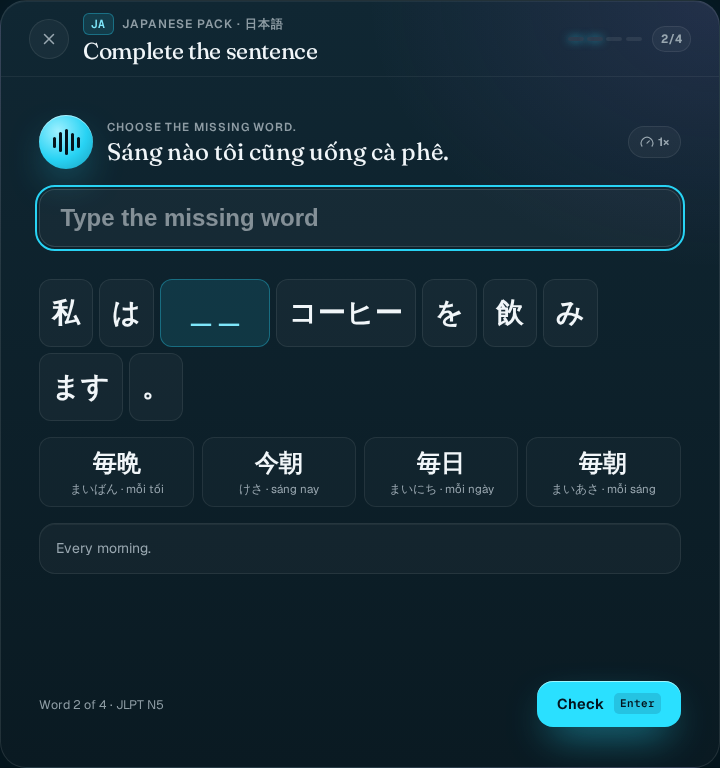 JA JAPANESE PACK · 日本語
Complete the sentence
2/4
CHOOSE THE MISSING WORD.
Sáng nào tôi cũng uống cà phê.
1×
Type the missing word
私 は __ コーヒー を 飲 み
ます 。
毎晩 今朝 毎日 毎朝
まいばん · mỗi tối けさ · sáng nay まいにち · mỗi ngày まいあさ · mỗi sáng
Every morning.
Word 2 of 4 · JLPT N5
Check Enter